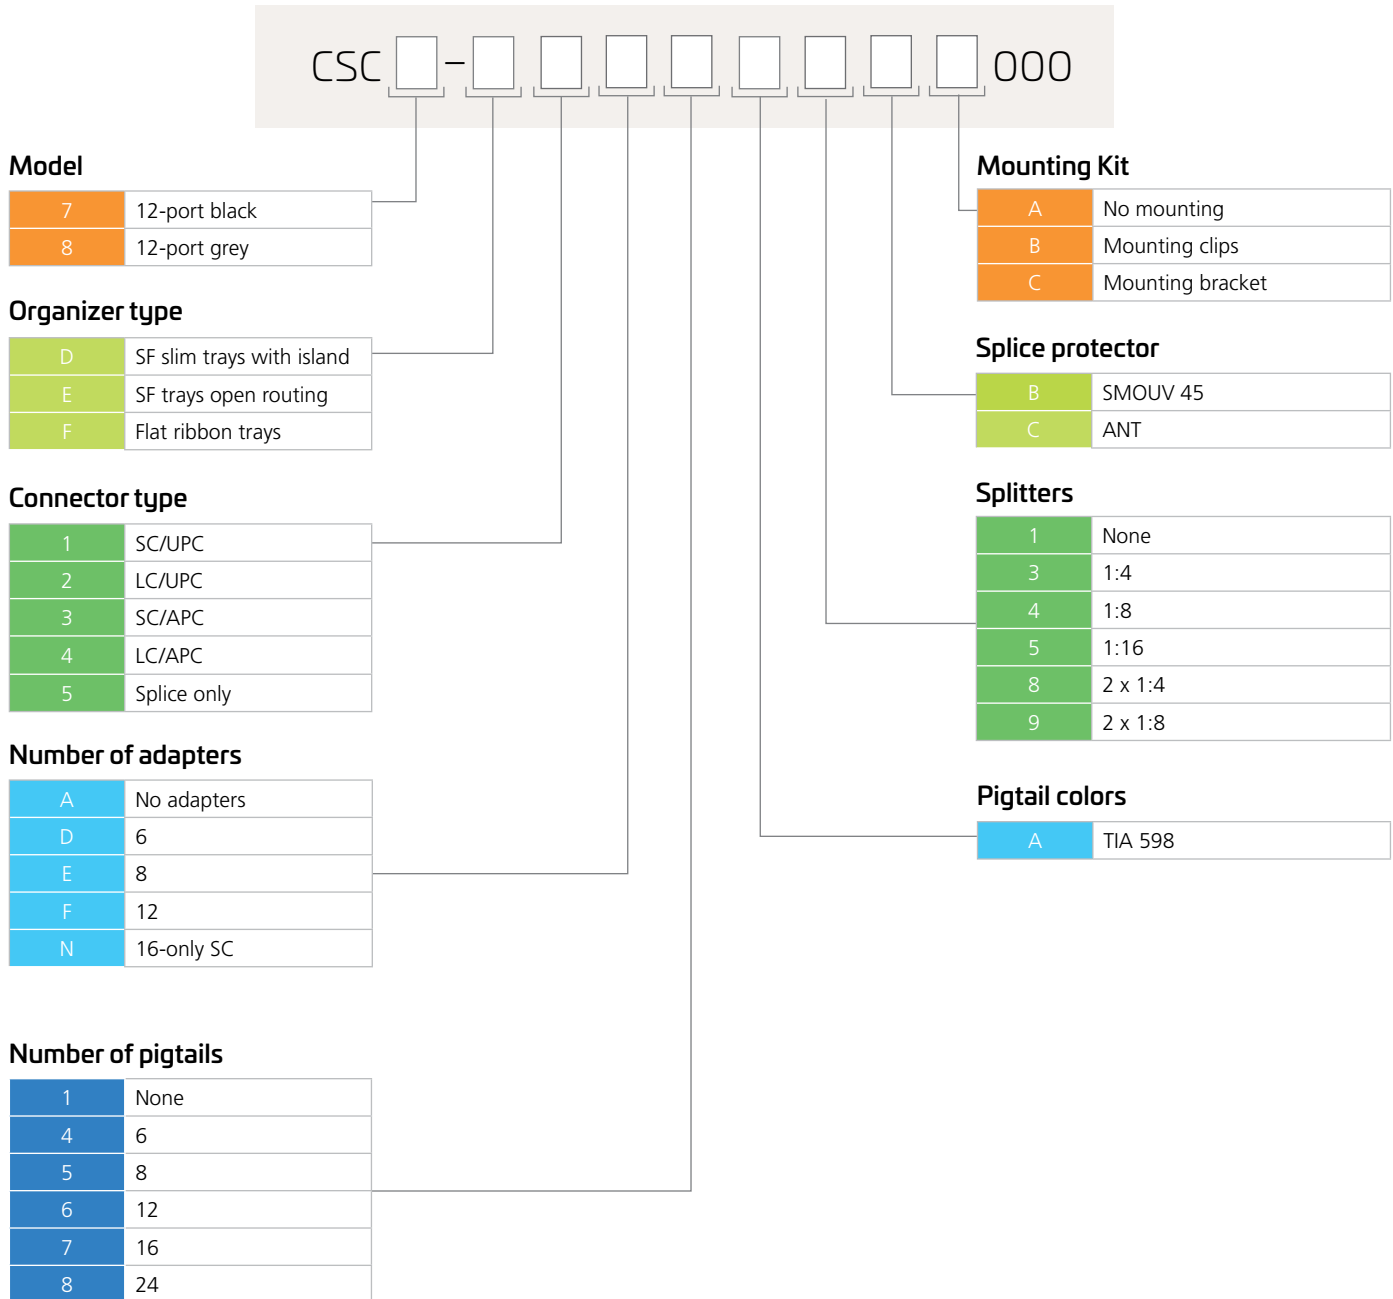 CSC - 000
Model
7 12-port black
8 12-port grey
Organizer type
D SF slim trays with island
E SF trays open routing
F Flat ribbon trays
Connector type
1 SC/UPC
2 LC/UPC
3 SC/APC
4 LC/APC
5 Splice only
Number of adapters
A No adapters
D 6
E 8
F 12
N 16-only SC
Number of pigtails
1 None
4 6
5 8
6 12
7 16
8 24
Mounting Kit
A No mounting
B Mounting clips
C Mounting bracket
Splice protector
B SMOUV 45
C ANT
Splitters
1 None
3 1:4
4 1:8
5 1:16
8 2 x 1:4
9 2 x 1:8
Pigtail colors
A TIA 598